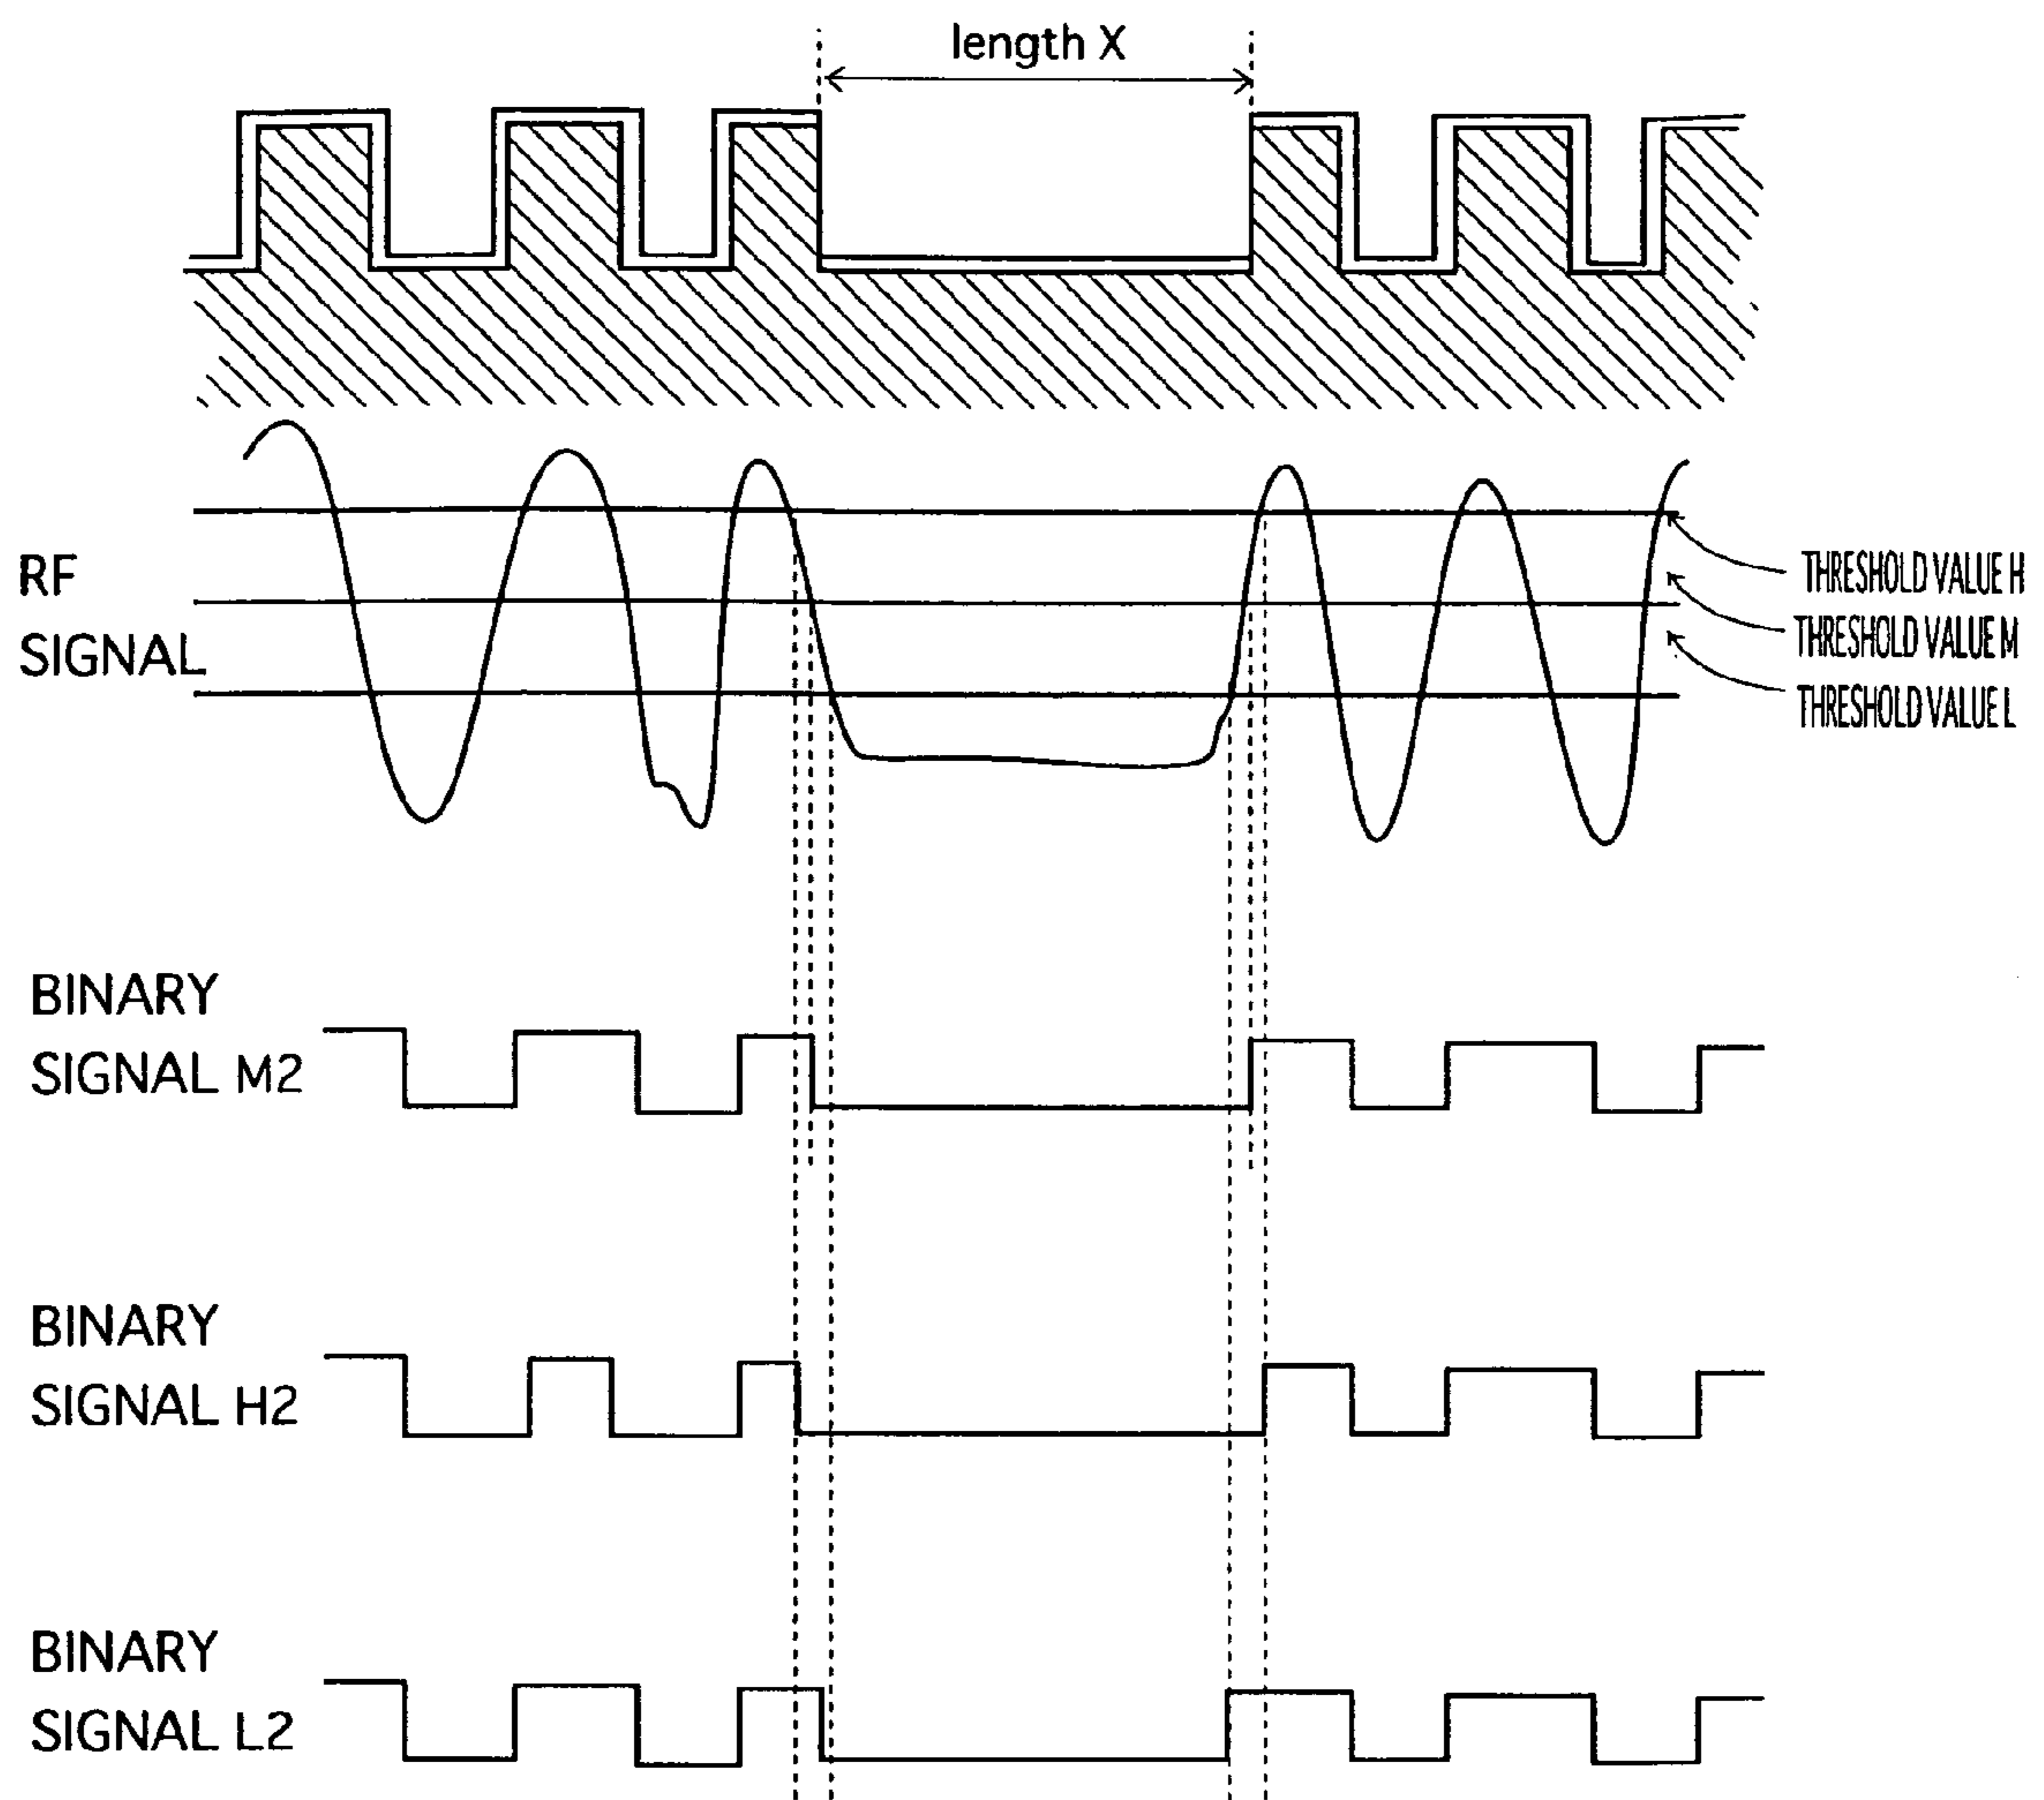 length X
RF
SIGNAL
THRESHOLD VALUE H
THRESHOLD VALUE M
THRESHOLD VALUE L
BINARY
SIGNAL M2
BINARY
SIGNAL H2
BINARY
SIGNAL L2